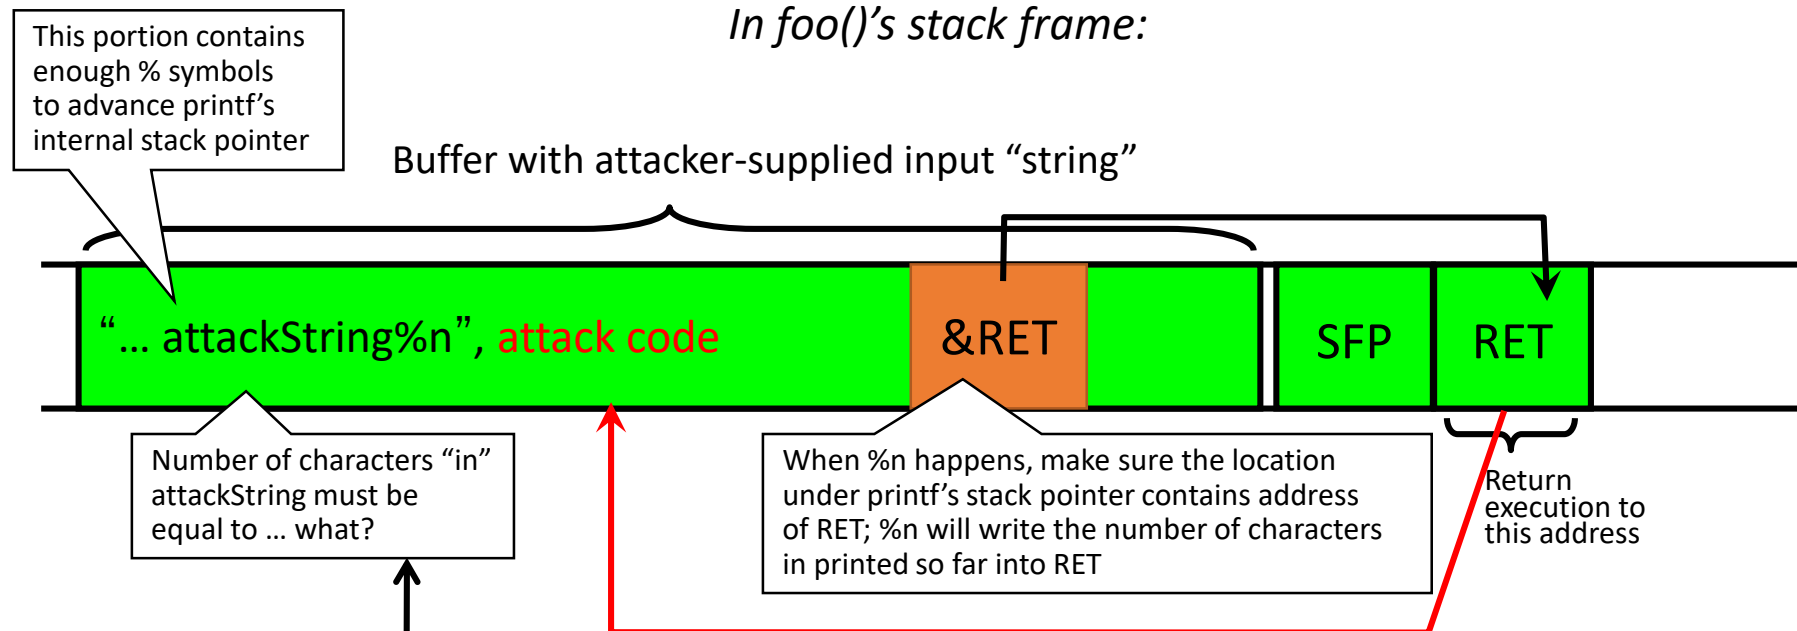 In foo()'s stack frame:
This portion contains
enough % symbols
to advance printf's
internal stack pointer
Buffer with attacker-supplied input “string”
“... attackString%n”, attack code
&RET
SFP
RET
Number of characters “in”
attackString must be
equal to ... what?
When %n happens, make sure the location
under printf's stack pointer contains address
of RET; %n will write the number of characters
in printed so far into RET
Return
execution to
this address